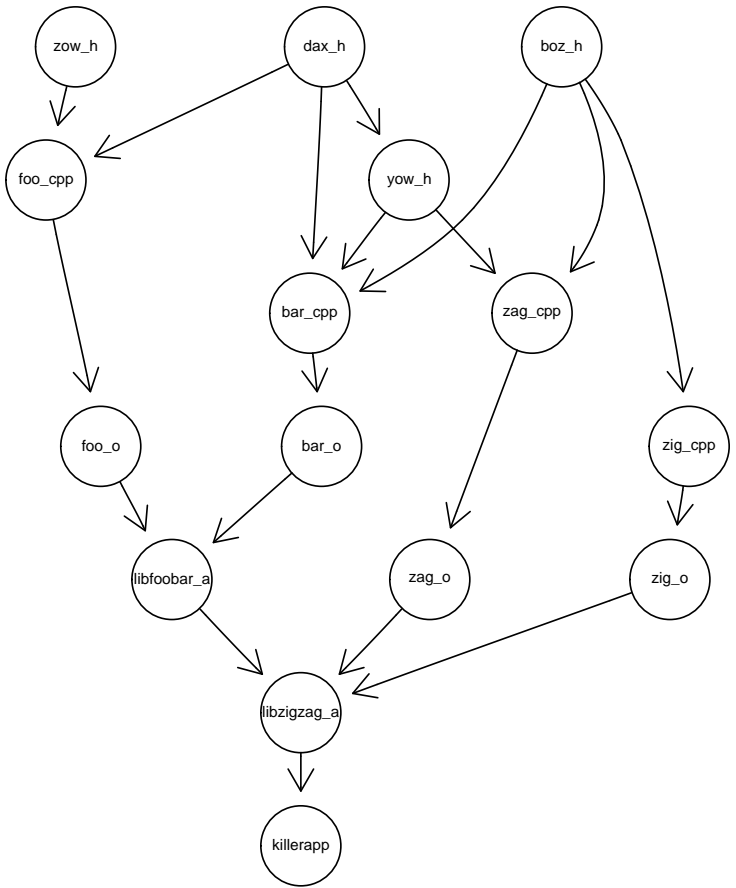 zow_h
dax_h
boz_h
foo_cpp
yow_h
bar_cpp
zag_cpp
foo_o
bar_o
zig_cpp
libfoobar_a
zag_o
zig_o
libzigzag_a
killerapp